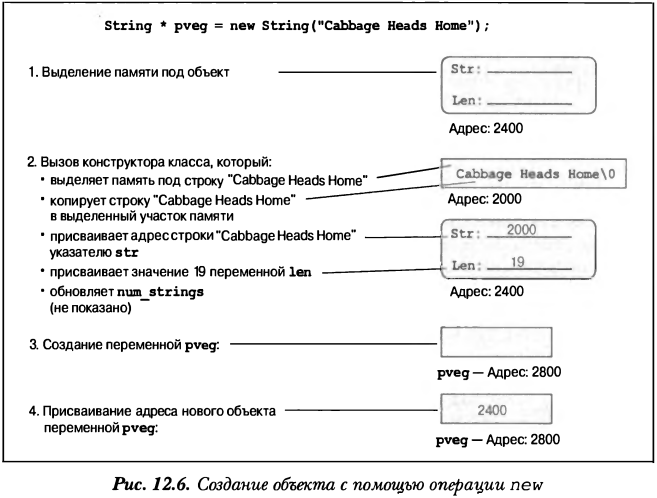 String * pveg = new String("Cabbage Heads Home");
1. Выделение памяти под объект
Str:
Len:
Адрес: 2400
2. Вызов конструктора класса, который:
• выделяет память под строку "Cabbage Heads Home"
Cabbage Heads Home\0
• копирует строку "Cabbage Heads Home"
в выделенный участок памяти
Адрес: 2000
• присваивает адрес строки "Cabbage Heads Home"
указателю str
Str: 2000
• присваивает значение 19 переменной len
Len: 19
• обновляет num_strings
(не показано)
Адрес: 2400
3. Создание переменной pveg:
pveg — Адрес: 2800
4. Присваивание адреса нового объекта
переменной pveg:
2400
pveg — Адрес: 2800
Рис. 12.6. Создание объекта с помощью операции new